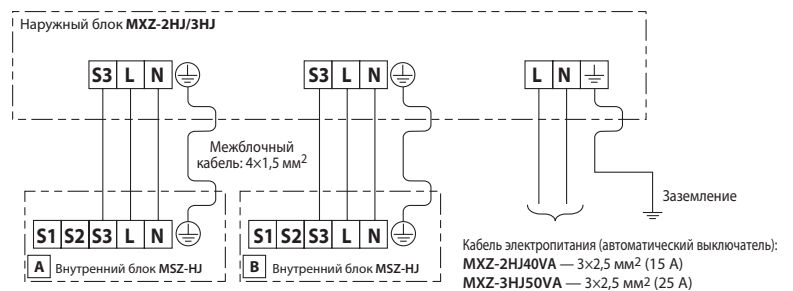 Наружный блок MXZ-2HJ/3HJ
S3 L N
S3 L N
L N
Межблочный
кабель: 4×1,5 мм²
Заземление
S1 S2 S3 L N
S1 S2 S3 L N
A Внутренний блок MSZ-HJ
B Внутренний блок MSZ-HJ
Кабель электропитания (автоматический выключатель):
MXZ-2HJ40VA — 3×2,5 мм² (15 А)
MXZ-3HJ50VA — 3×2,5 мм² (25 А)